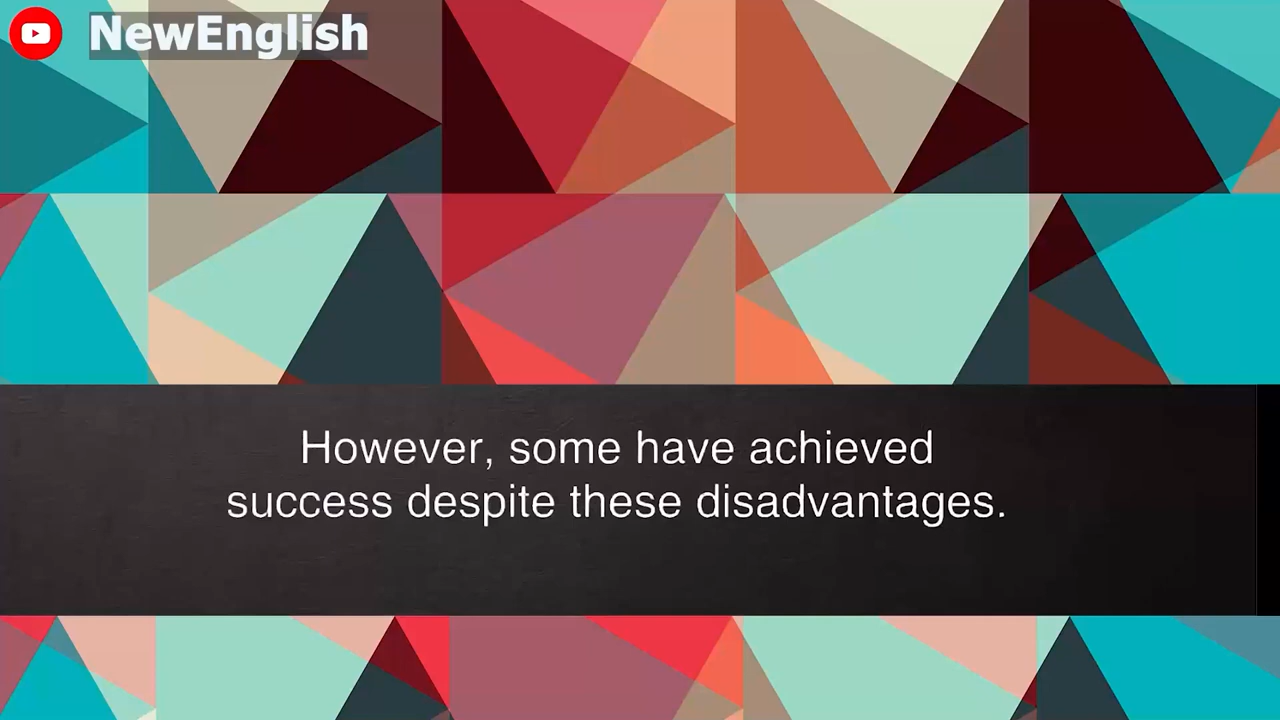 NewEnglish
However, some have achieved
success despite these disadvantages.